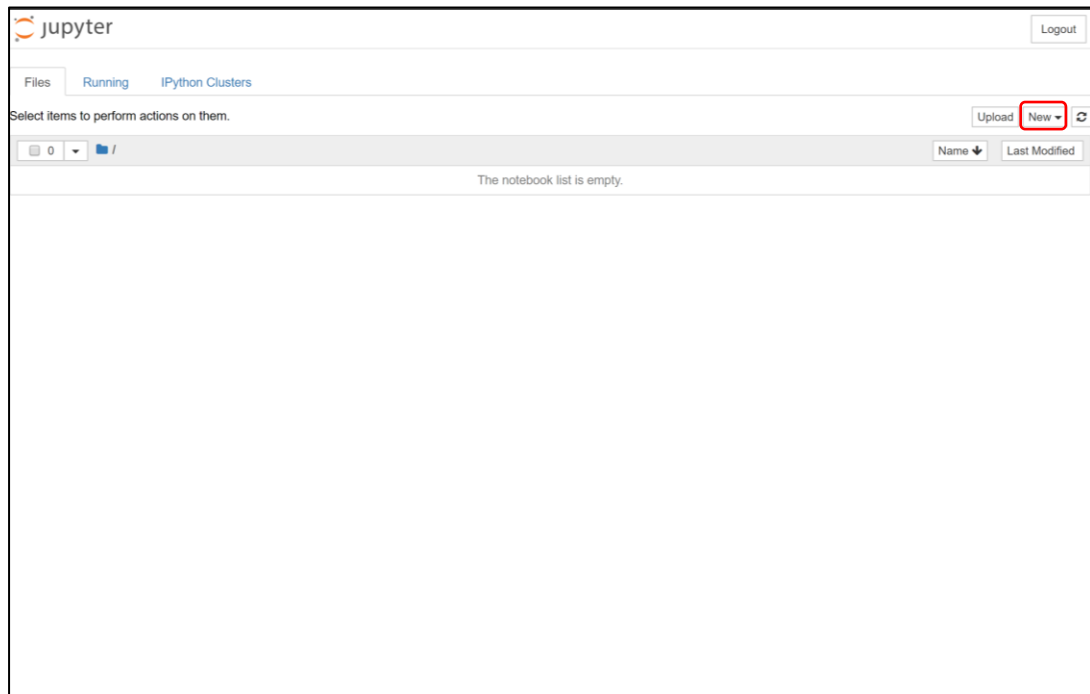 jupyter
Logout
Files Running IPython Clusters
Select items to perform actions on them.
Upload New
0 / Name Last Modified
The notebook list is empty.